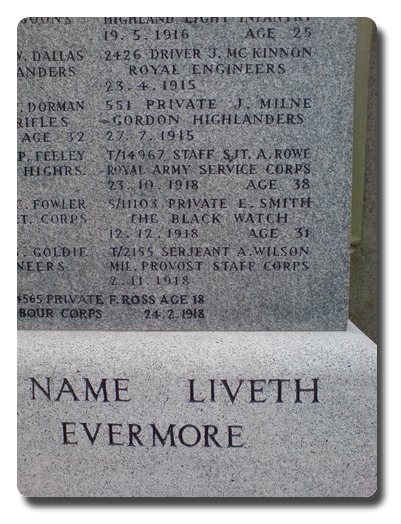 HIGHLAND LIGHT INFANTRY
19.5.1916 AGE 25
DALLAS 2426 DRIVER J. MC KINNON
ANDERS ROYAL ENGINEERS
23.4.1915
DORMAN 551 PRIVATE J. MILNE
RIFLES GORDON HIGHLANDERS
AGE 32 27.7.1915
P. FEELEY T/14967 STAFF SJT. A. ROWE
HIGHRS. ROYAL ARMY SERVICE CORPS
23.10.1918 AGE 38
FOWLER S/11103 PRIVATE E. SMITH
T. CORPS THE BLACK WATCH
12.12.1918 AGE 31
GOLDIE T/2155 SERJEANT A. WILSON
NEERS MIL. PROVOST STAFF CORPS
2.11.1918
4565 PRIVATE F. ROSS AGE 18
BOUR CORPS 24.2.1918
NAME LIVETH
EVERMORE